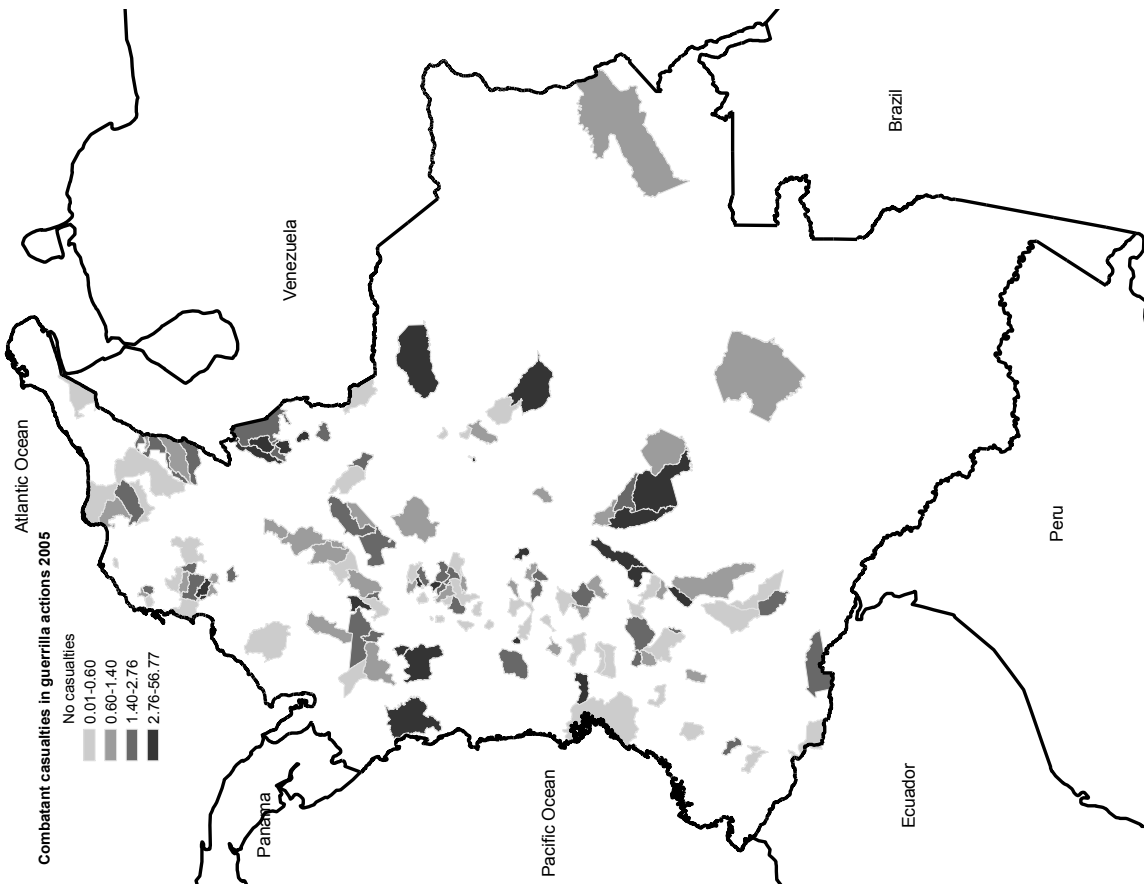 Combatant casualties in guerrilla actions 2005
No casualties
0.01-0.60
0.60-1.40
1.40-2.76
2.76-56.77
Atlantic Ocean
Venezuela
Panama
Pacific Ocean
Brazil
Ecuador
Peru